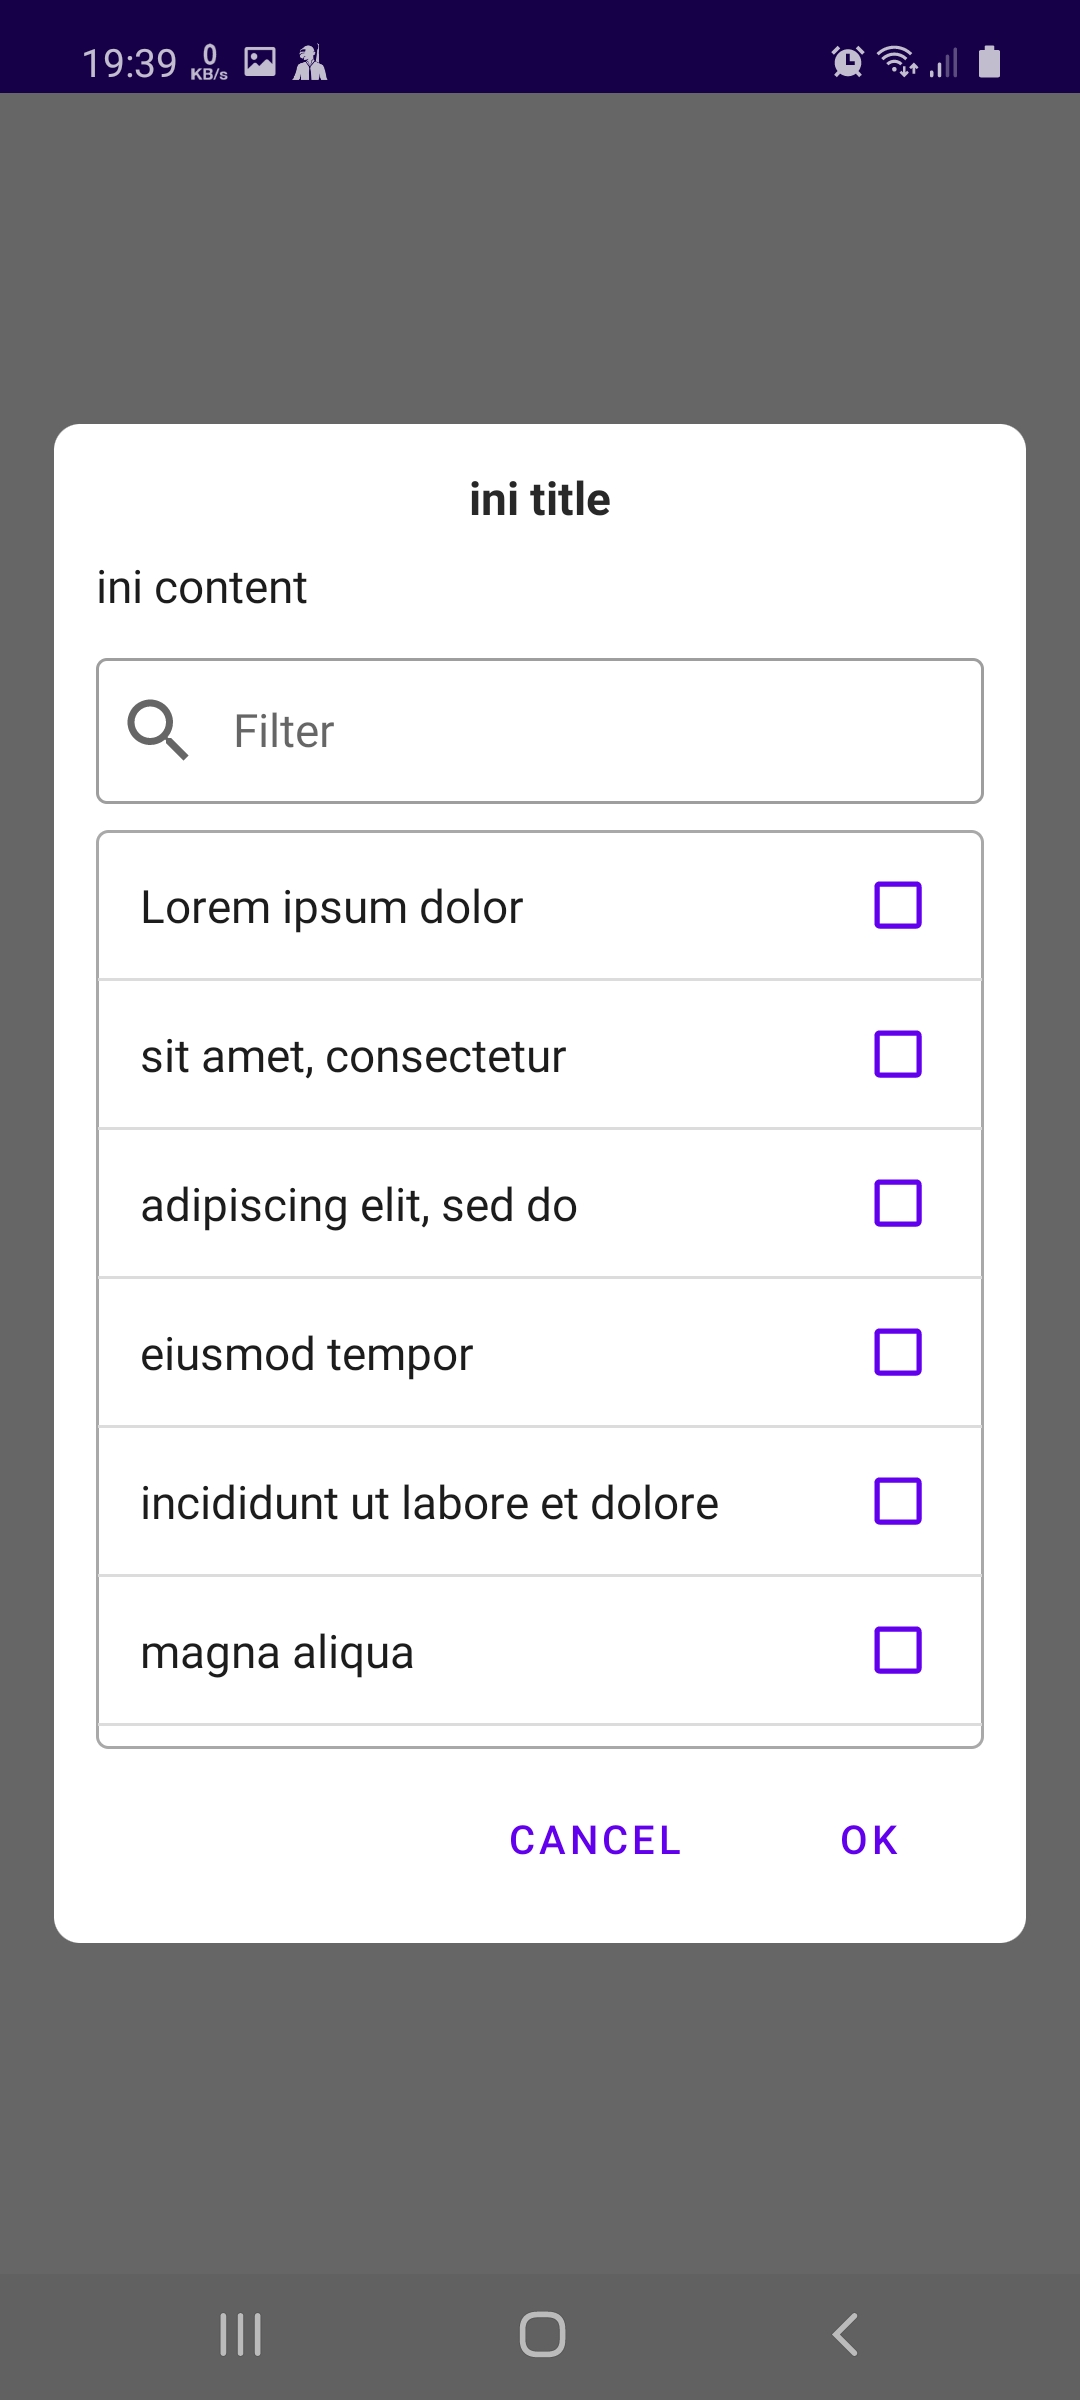 19:39 0 KB/s
ini title
ini content
Filter
Lorem ipsum dolor
sit amet, consectetur
adipiscing elit, sed do
eiusmod tempor
incididunt ut labore et dolore
magna aliqua
CANCEL OK